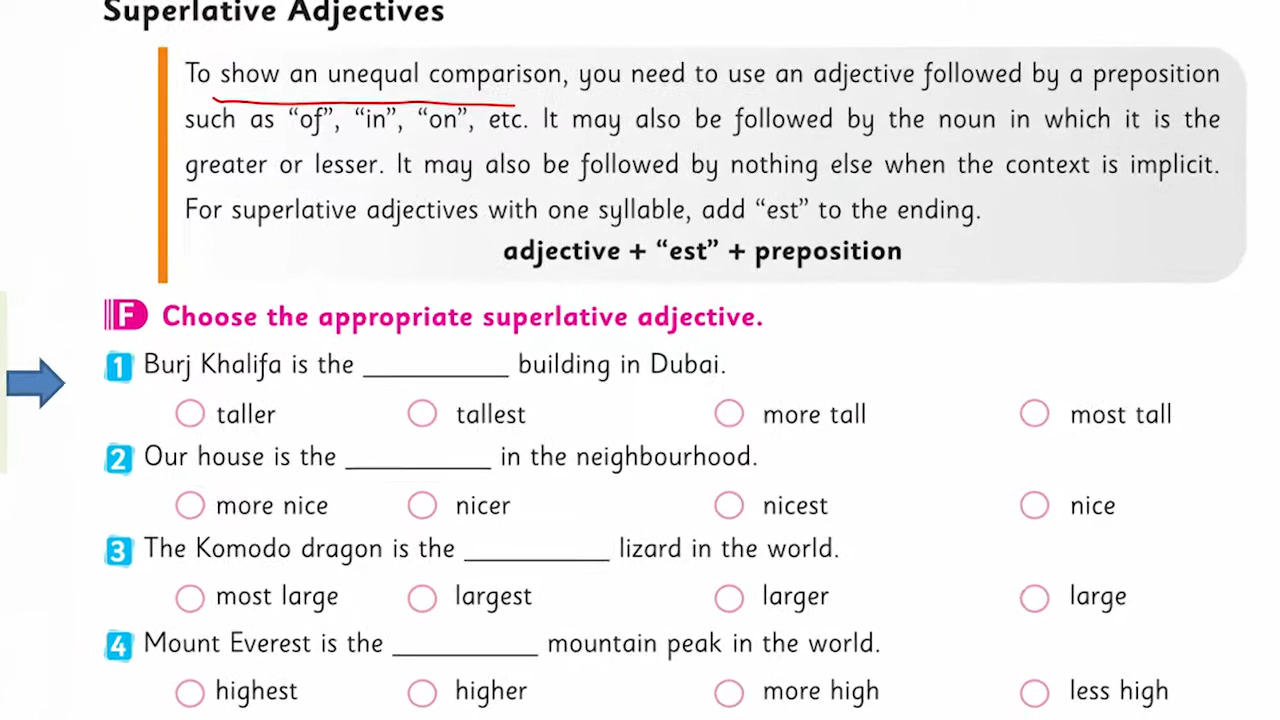 Superlative Adjectives
To show an unequal comparison, you need to use an adjective followed by a preposition
such as “of”, “in”, “on”, etc. It may also be followed by the noun in which it is the
greater or lesser. It may also be followed by nothing else when the context is implicit.
For superlative adjectives with one syllable, add “est” to the ending.
adjective + “est” + preposition
F Choose the appropriate superlative adjective.
1 Burj Khalifa is the __________ building in Dubai.
taller tallest more tall most tall
2 Our house is the __________ in the neighbourhood.
more nice nicer nicest nice
3 The Komodo dragon is the __________ lizard in the world.
most large largest larger large
4 Mount Everest is the __________ mountain peak in the world.
highest higher more high less high